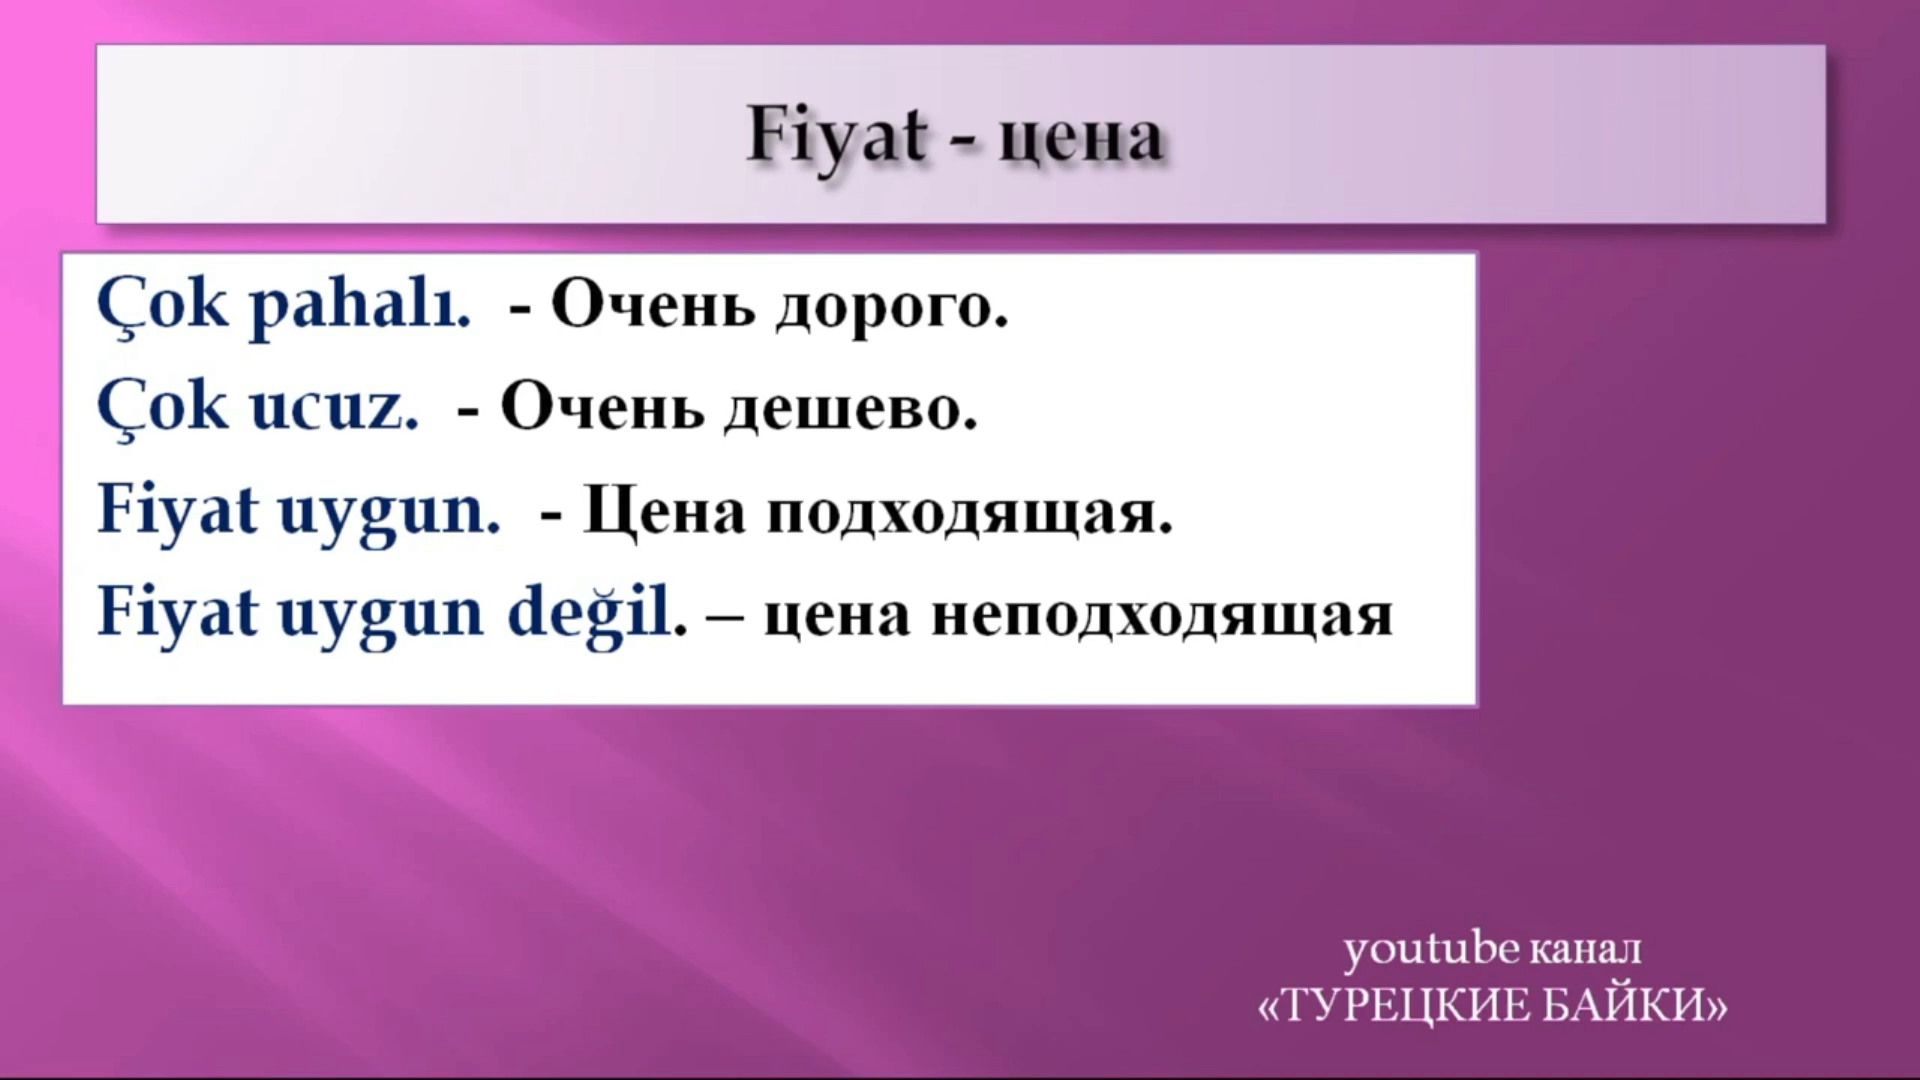 Fiyat - цена
Çok pahalı.  - Очень дорого.
Çok ucuz.  - Очень дешево.
Fiyat uygun.  - Цена подходящая.
Fiyat uygun değil. – цена неподходящая
youtube канал
«ТУРЕЦКИЕ БАЙКИ»